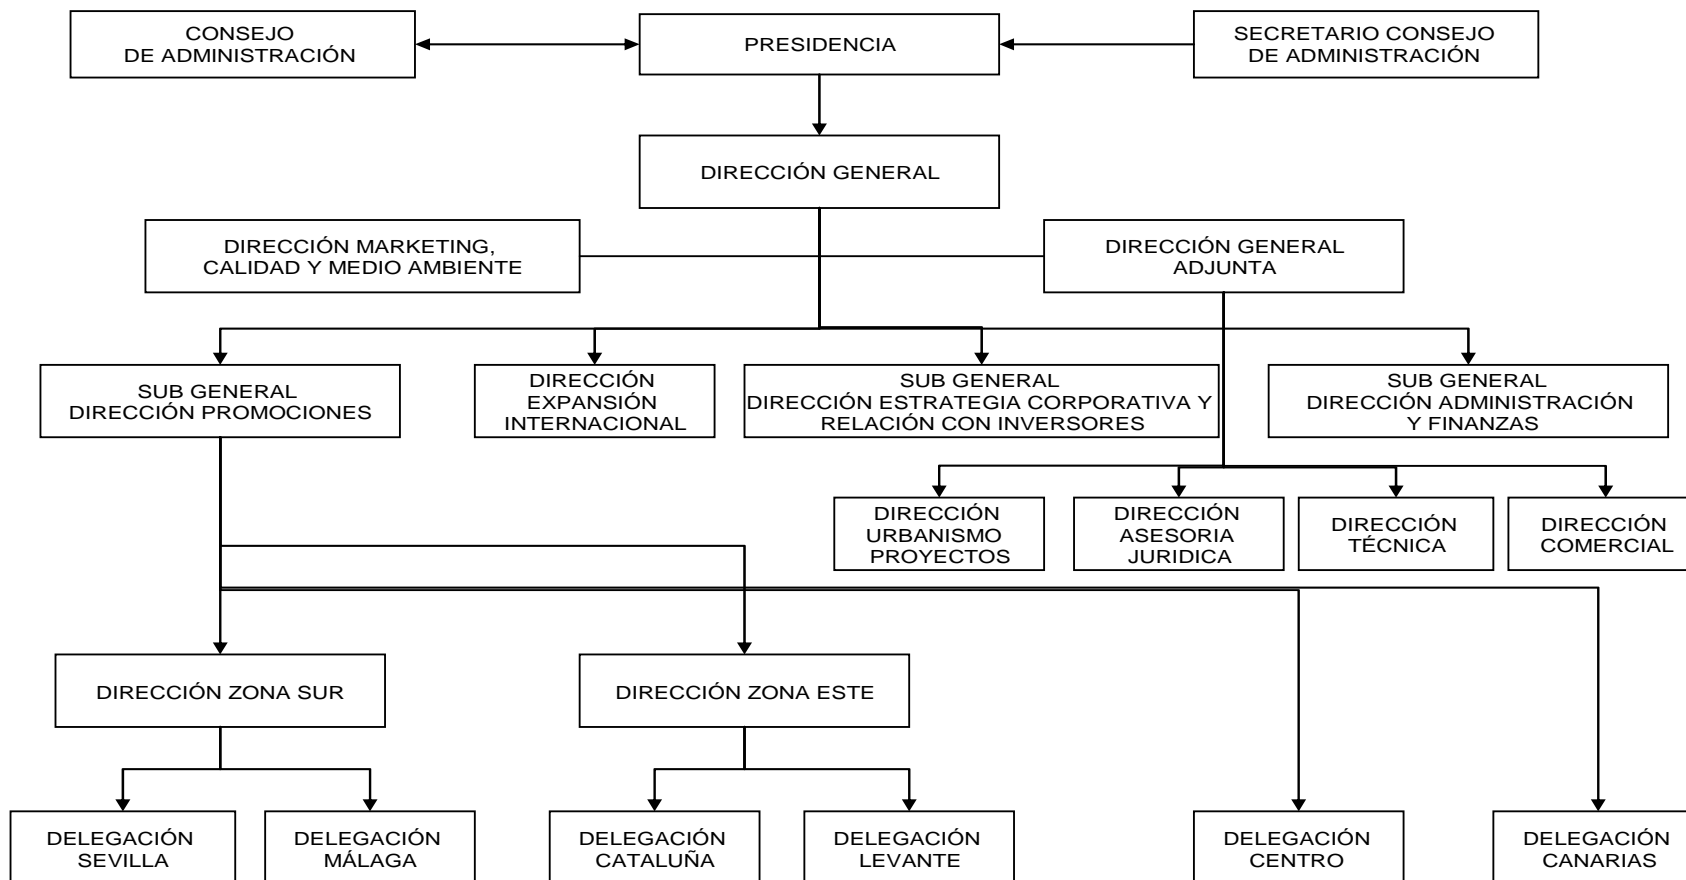 CONSEJO
DE ADMINISTRACIÓN
PRESIDENCIA
SECRETARIO CONSEJO
DE ADMINISTRACIÓN
DIRECCIÓN GENERAL
DIRECCIÓN MARKETING,
CALIDAD Y MEDIO AMBIENTE
DIRECCIÓN GENERAL
ADJUNTA
SUB GENERAL
DIRECCIÓN PROMOCIONES
DIRECCIÓN
EXPANSIÓN
INTERNACIONAL
SUB GENERAL
DIRECCIÓN ESTRATEGIA CORPORATIVA Y
RELACIÓN CON INVERSORES
SUB GENERAL
DIRECCIÓN ADMINISTRACIÓN
Y FINANZAS
DIRECCIÓN
URBANISMO
PROYECTOS
DIRECCIÓN
ASESORIA
JURIDICA
DIRECCIÓN
TÉCNICA
DIRECCIÓN
COMERCIAL
DIRECCIÓN ZONA SUR
DIRECCIÓN ZONA ESTE
DELEGACIÓN
SEVILLA
DELEGACIÓN
MÁLAGA
DELEGACIÓN
CATALUÑA
DELEGACIÓN
LEVANTE
DELEGACIÓN
CENTRO
DELEGACIÓN
CANARIAS